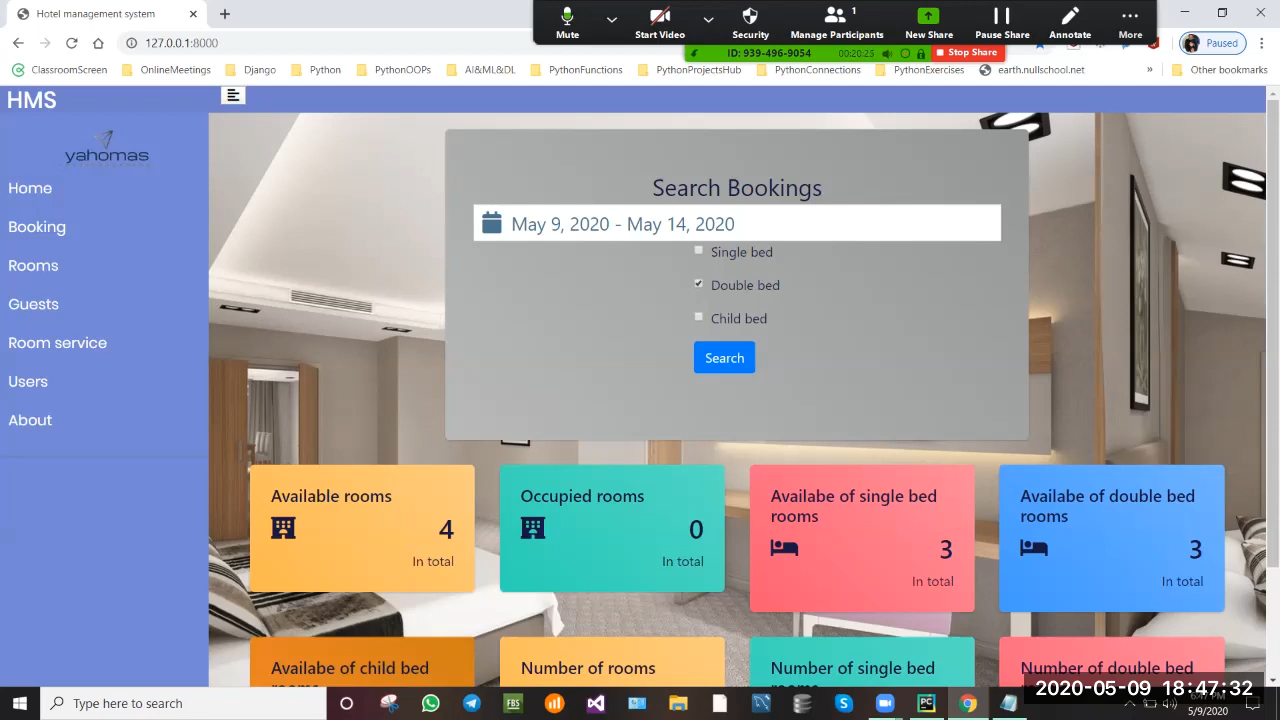 Hotel management system
Mute
Start Video
Security
1
Manage Participants
New Share
Pause Share
Annotate
More
127.0.0.1:8000
ID: 939-496-9054
00:20:25
Stop Share
Paused
ClassroomScreen
OnlineMeetings
Django
Python
PythonOOPs
AI&ML&DL
PythonFunctions
PythonProjectsHub
PythonConnections
PythonExercises
earth.nullschool.net
»
Other bookmarks
HMS
yahomas
Home
Booking
Rooms
Guests
Room service
Users
About
Search Bookings
May 9, 2020 - May 14, 2020
Single bed
Double bed
Child bed
Search
Available rooms
4
In total
Occupied rooms
0
In total
Availabe of single bed
rooms
3
In total
Availabe of double bed
rooms
3
In total
Availabe of child bed
Number of rooms
Number of single bed
Number of double bed
Type here to search
FBS
PC
2020-05-09 18:47:32
5/9/2020